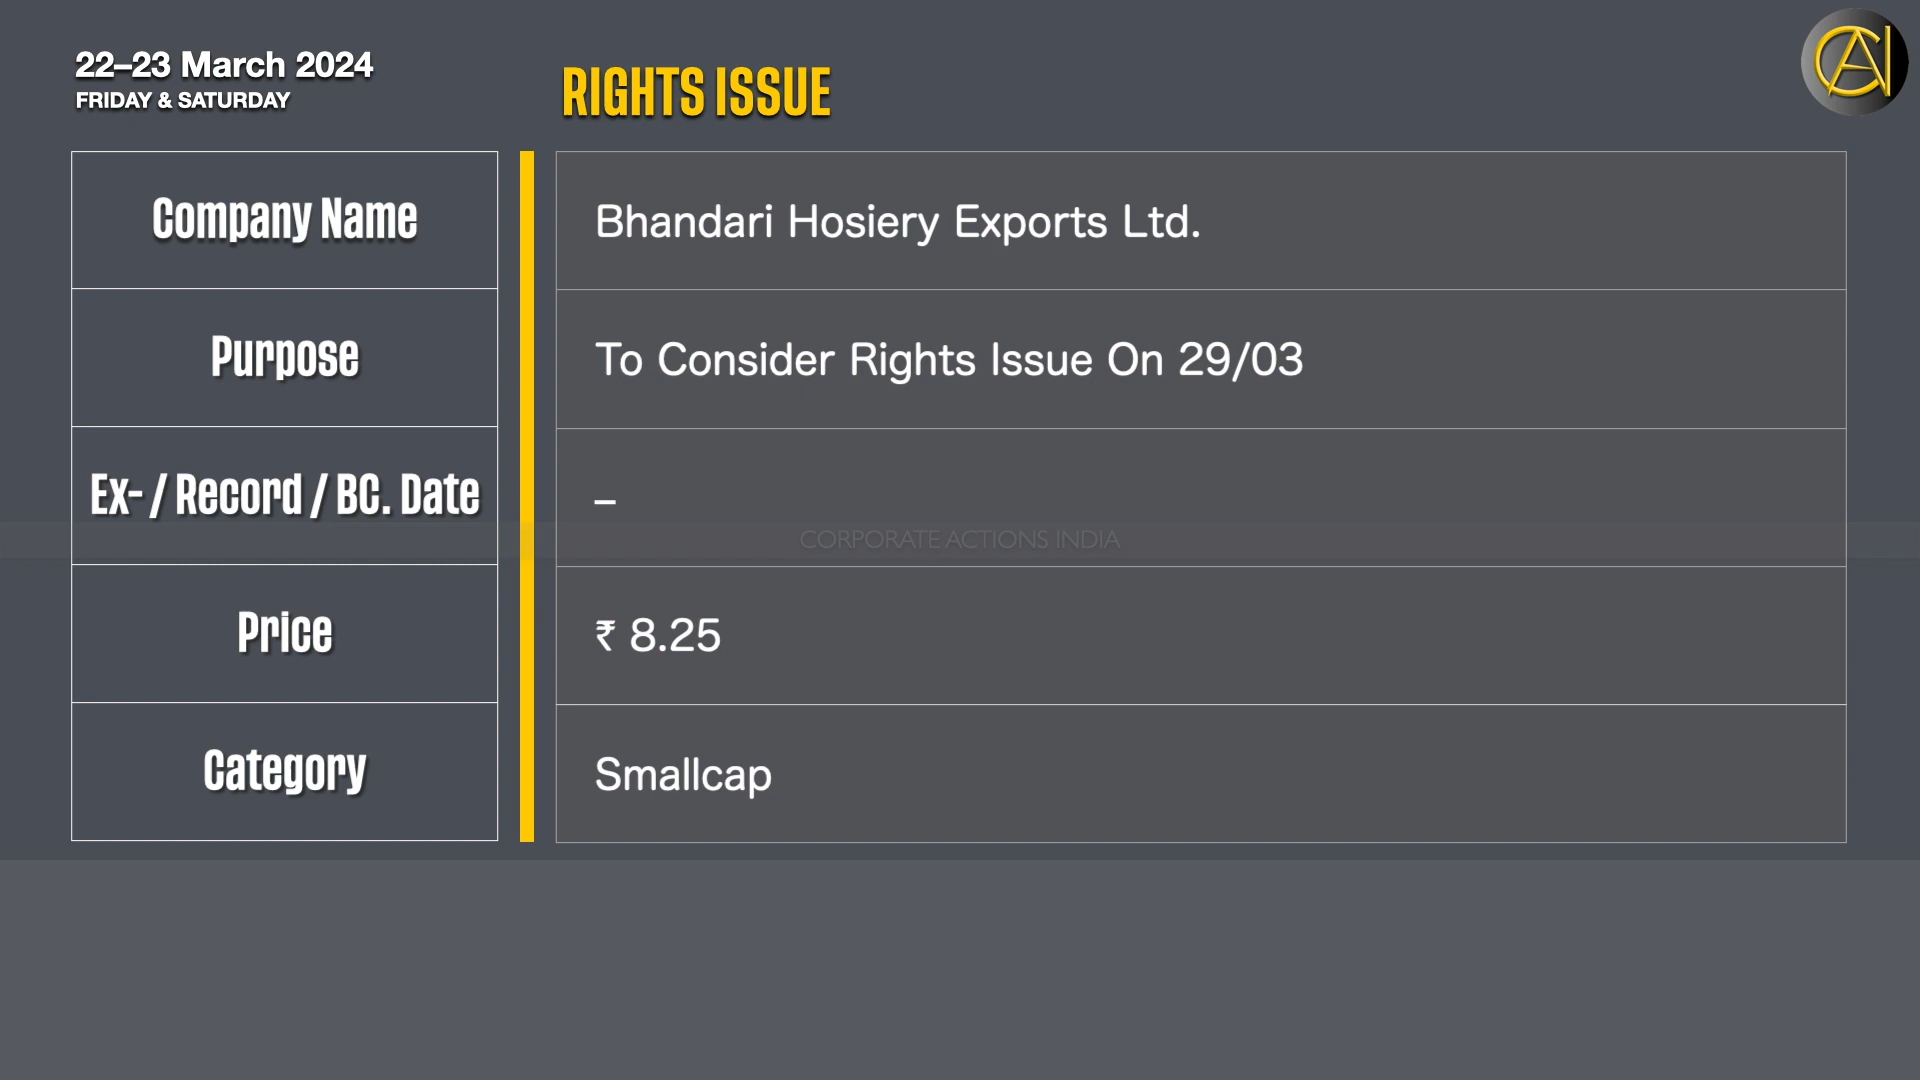 22–23 March 2024
FRIDAY & SATURDAY
RIGHTS ISSUE
Company Name
Bhandari Hosiery Exports Ltd.
Purpose
To Consider Rights Issue On 29/03
Ex- / Record / BC. Date
–
CORPORATE ACTIONS INDIA
Price
₹ 8.25
Category
Smallcap
CAI